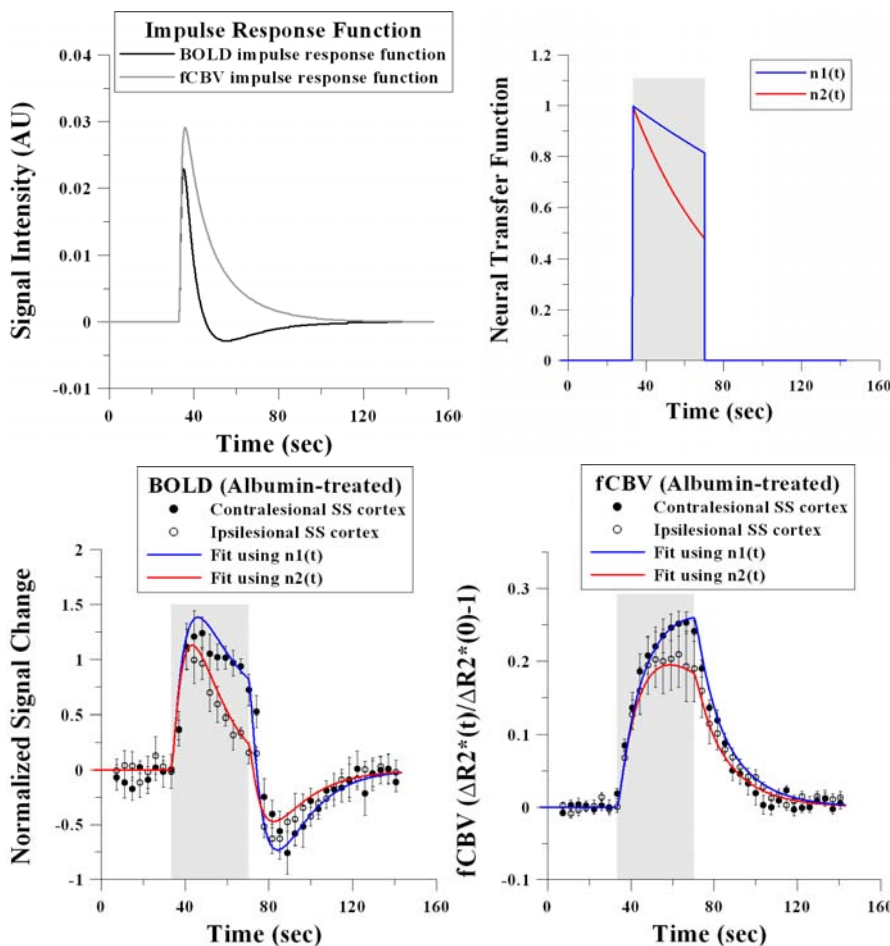 Impulse Response Function
BOLD impulse response function
fCBV impulse response function
Signal Intensity (AU)
0.04
0.03
0.02
0.01
0
-0.01
0 40 80 120 160
Time (sec)
n1(t)
n2(t)
Neural Transfer Function
1.2
1
0.8
0.6
0.4
0.2
0
0 40 80 120 160
Time (sec)
BOLD (Albumin-treated)
Contralesional SS cortex
Ipsilesional SS cortex
Fit using n1(t)
Fit using n2(t)
Normalized Signal Change
2
1.5
1
0.5
0
-0.5
-1
0 40 80 120 160
Time (sec)
fCBV (Albumin-treated)
Contralesional SS cortex
Ipsilesional SS cortex
Fit using n1(t)
Fit using n2(t)
fCBV (ΔR2*(t)/ΔR2*(0)-1)
0.3
0.2
0.1
0
-0.1
0 40 80 120 160
Time (sec)